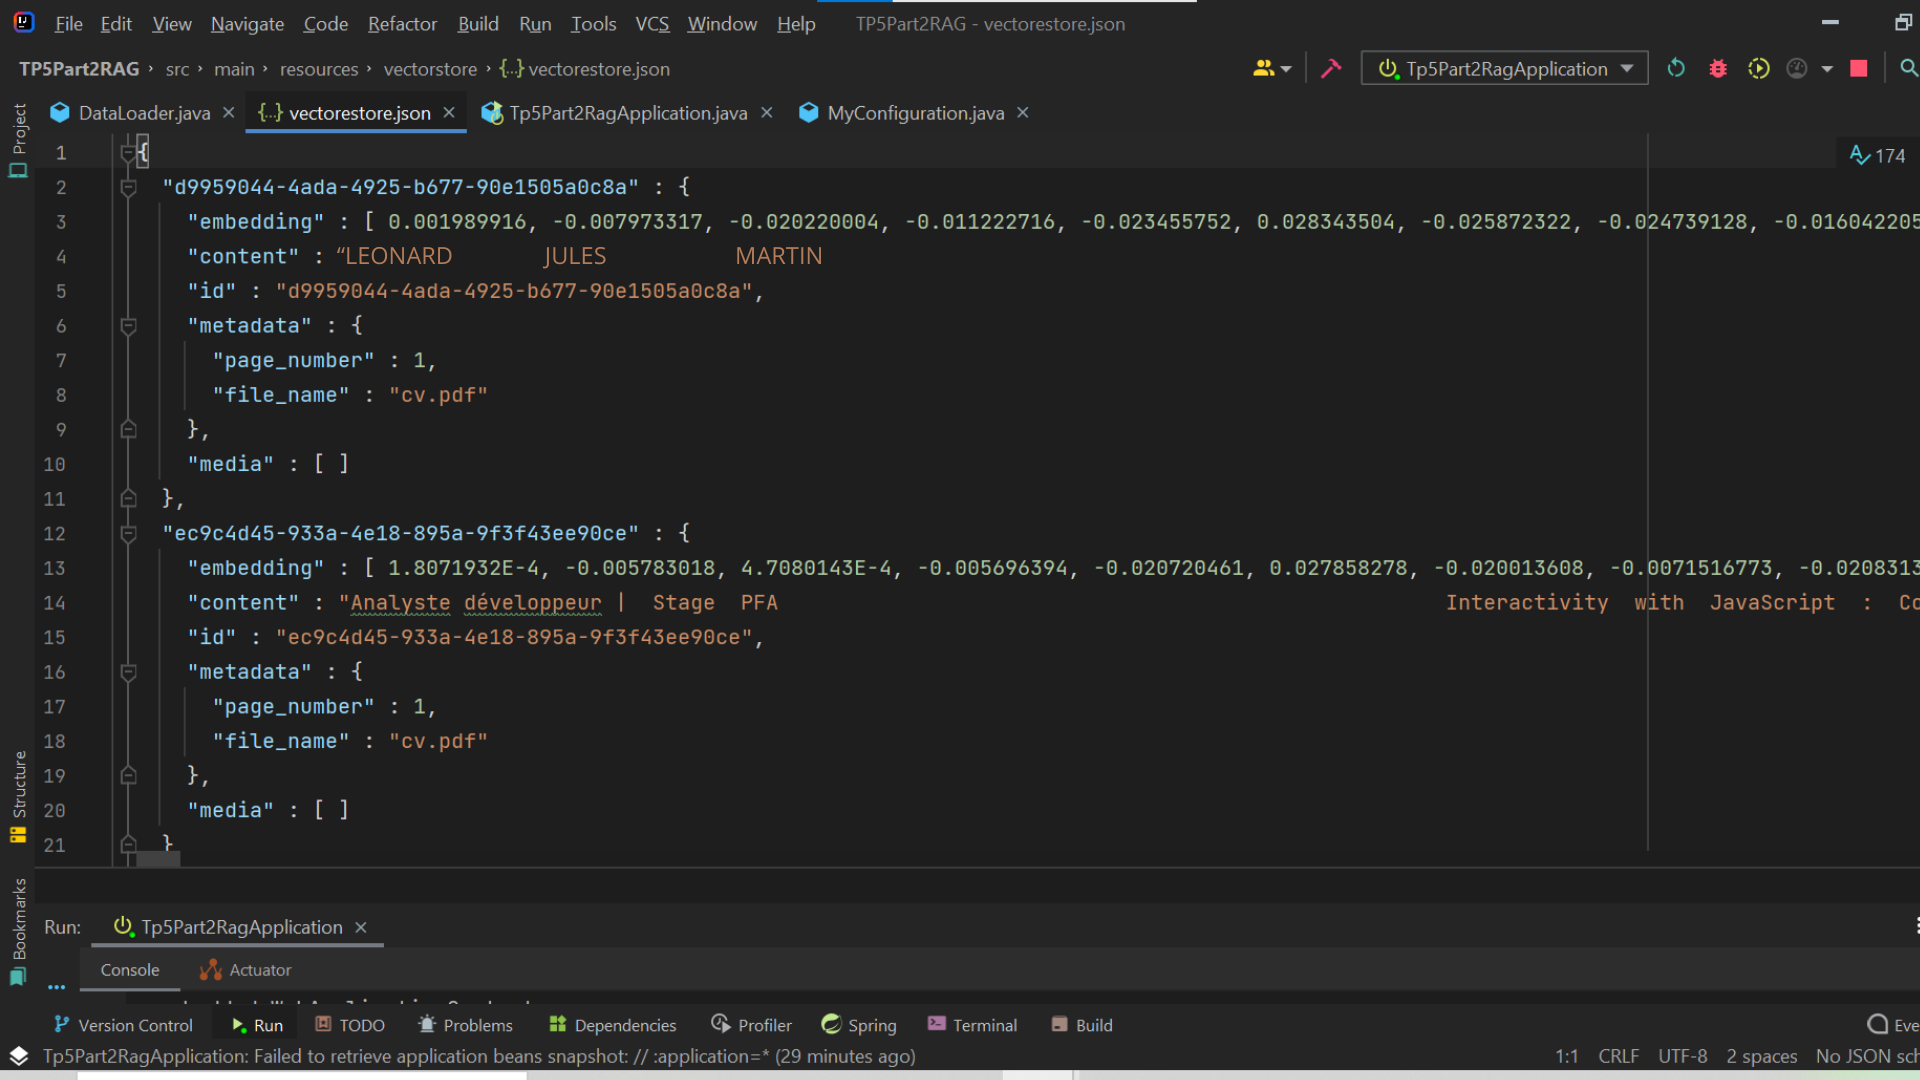 File Edit View Navigate Code Refactor Build Run Tools VCS Window Help TP5Part2RAG - vectorestore.json
TP5Part2RAG › src › main › resources › vectorstore › {..} vectorestore.json Tp5Part2RagApplication
DataLoader.java {..} vectorestore.json Tp5Part2RagApplication.java MyConfiguration.java
Project
1 {
174
2 "d9959044-4ada-4925-b677-90e1505a0c8a" : {
3 "embedding" : [ 0.001989916, -0.007973317, -0.020220004, -0.011222716, -0.023455752, 0.028343504, -0.025872322, -0.024739128, -0.016042205
4 "content" : “LEONARD JULES MARTIN
5 "id" : "d9959044-4ada-4925-b677-90e1505a0c8a",
6 "metadata" : {
7 "page_number" : 1,
8 "file_name" : "cv.pdf"
9 },
10 "media" : [ ]
11 },
12 "ec9c4d45-933a-4e18-895a-9f3f43ee90ce" : {
13 "embedding" : [ 1.8071932E-4, -0.005783018, 4.7080143E-4, -0.005696394, -0.020720461, 0.027858278, -0.020013608, -0.0071516773, -0.0208313
14 "content" : "Analyste développeur | Stage PFA Interactivity with JavaScript : Co
15 "id" : "ec9c4d45-933a-4e18-895a-9f3f43ee90ce",
16 "metadata" : {
17 "page_number" : 1,
18 "file_name" : "cv.pdf"
19 },
20 "media" : [ ]
21 }
Structure
Bookmarks
Run: Tp5Part2RagApplication
Console Actuator
Version Control Run TODO Problems Dependencies Profiler Spring Terminal Build Eve
Tp5Part2RagApplication: Failed to retrieve application beans snapshot: // :application=* (29 minutes ago) 1:1 CRLF UTF-8 2 spaces No JSON sch